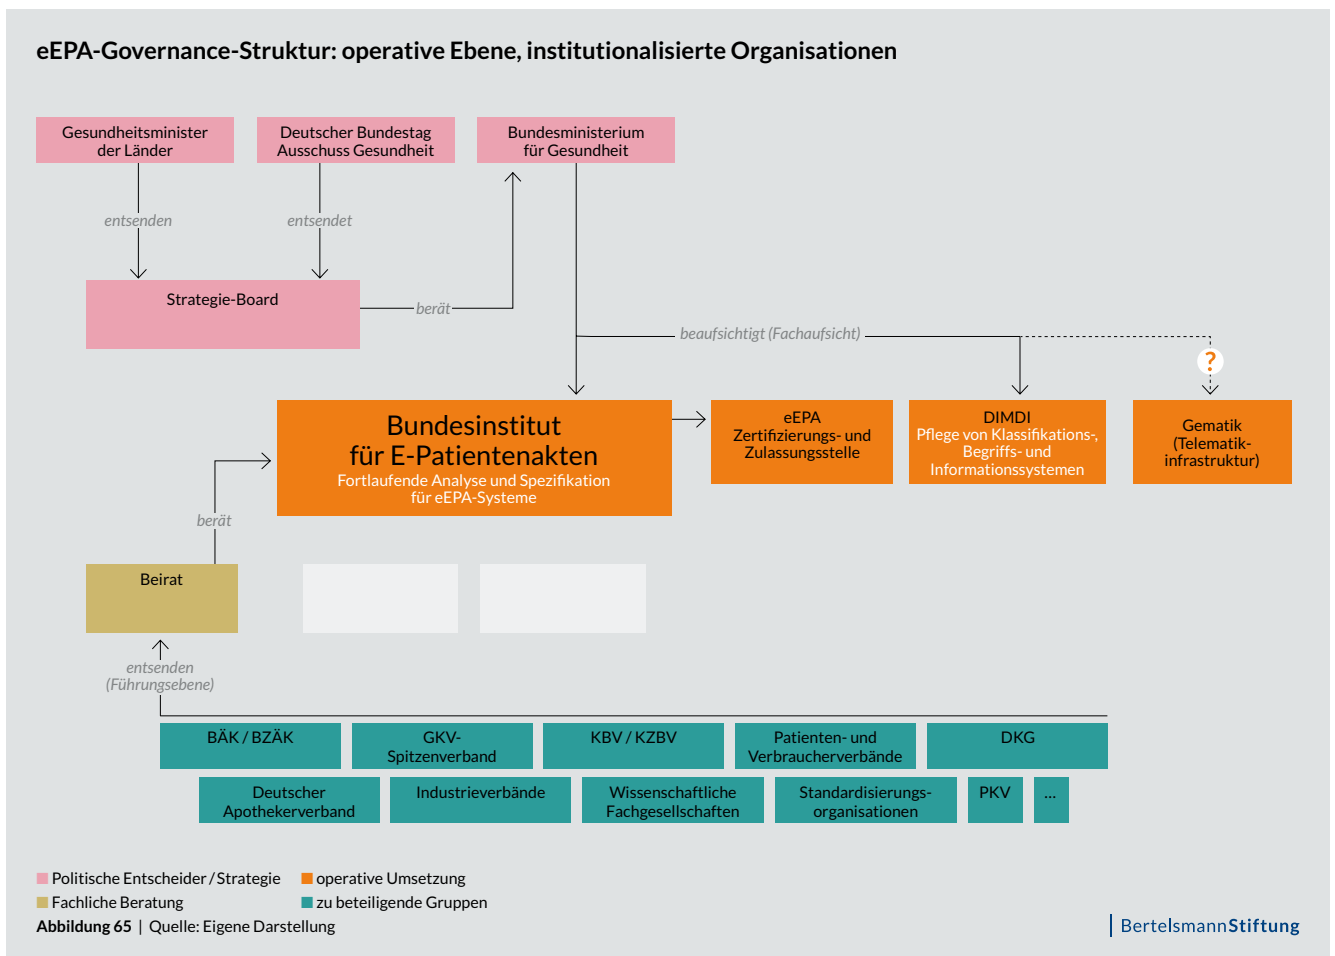 eEPA-Governance-Struktur: operative Ebene, institutionalisierte Organisationen
Gesundheitsminister
der Länder
Deutscher Bundestag
Ausschuss Gesundheit
Bundesministerium
für Gesundheit
entsenden
entsendet
Strategie-Board
berät
beaufsichtigt (Fachaufsicht)
?
Bundesinstitut
für E-Patientenakten
Fortlaufende Analyse und Spezifikation
für eEPA-Systeme
eEPA
Zertifizierungs- und
Zulassungsstelle
DIMDI
Pflege von Klassifikations-,
Begriffs- und
Informationssystemen
Gematik
(Telematik-
infrastruktur)
berät
Beirat
entsenden
(Führungsebene)
BÄK / BZÄK
GKV-
Spitzenverband
KBV / KZBV
Patienten- und
Verbraucherverbände
DKG
Deutscher
Apothekerverband
Industrieverbände
Wissenschaftliche
Fachgesellschaften
Standardisierungs-
organisationen
PKV
...
Politische Entscheider / Strategie
operative Umsetzung
Fachliche Beratung
zu beteiligende Gruppen
Abbildung 65 | Quelle: Eigene Darstellung
BertelsmannStiftung